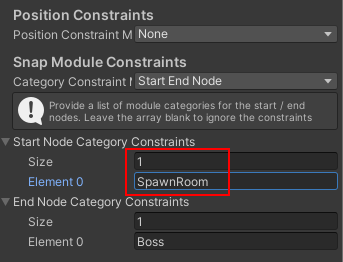 Position Constraints
Position Constraint M None
Snap Module Constraints
Category Constraint M Start End Node
Provide a list of module categories for the start / end
nodes. Leave the array blank to ignore the constraints
Start Node Category Constraints
Size 1
Element 0 SpawnRoom
End Node Category Constraints
Size 1
Element 0 Boss